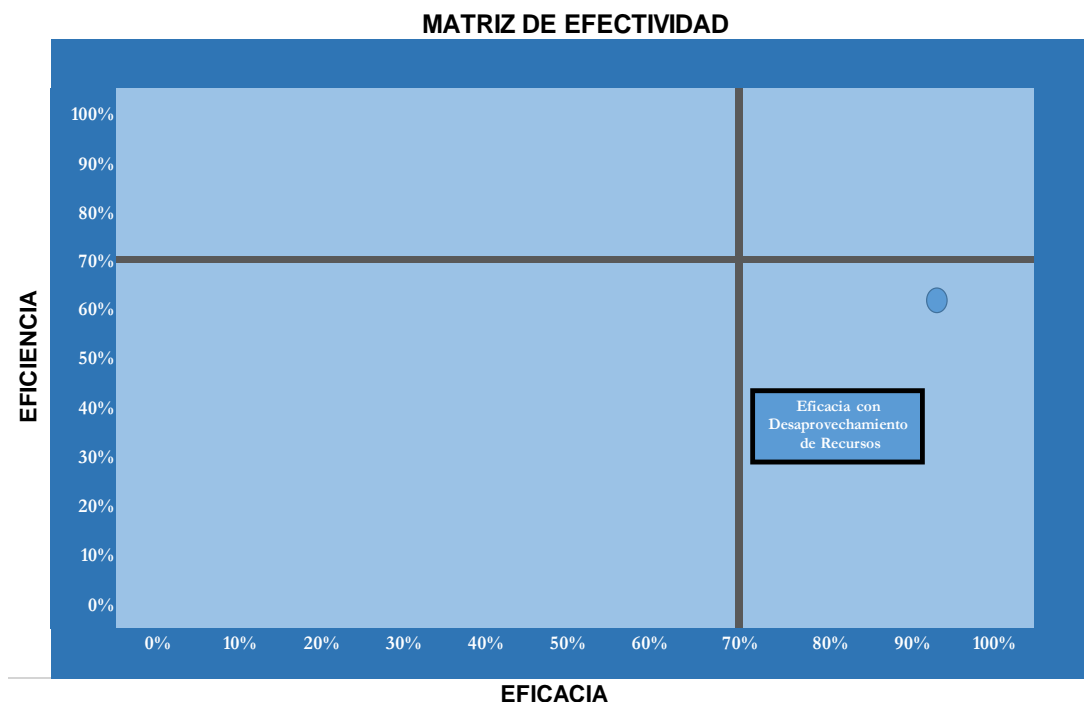 MATRIZ DE EFECTIVIDAD
100%
90%
80%
70%
60%
50%
40%
30%
20%
10%
0%
EFICIENCIA
Eficacia con
Desaprovechamiento
de Recursos
0% 10% 20% 30% 40% 50% 60% 70% 80% 90% 100%
EFICACIA